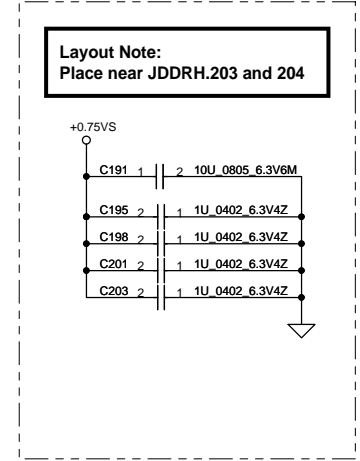 Layout Note:
Place near JDDRH.203 and 204
+0.75VS
C191 1 2 10U_0805_6.3V6M
C195 2 1 1U_0402_6.3V4Z
C198 2 1 1U_0402_6.3V4Z
C201 2 1 1U_0402_6.3V4Z
C203 2 1 1U_0402_6.3V4Z